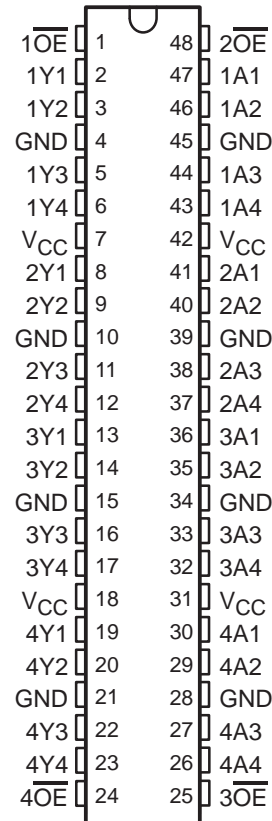 1O̅E̅ 1 48 2O̅E̅
1Y1 2 47 1A1
1Y2 3 46 1A2
GND 4 45 GND
1Y3 5 44 1A3
1Y4 6 43 1A4
VCC 7 42 VCC
2Y1 8 41 2A1
2Y2 9 40 2A2
GND 10 39 GND
2Y3 11 38 2A3
2Y4 12 37 2A4
3Y1 13 36 3A1
3Y2 14 35 3A2
GND 15 34 GND
3Y3 16 33 3A3
3Y4 17 32 3A4
VCC 18 31 VCC
4Y1 19 30 4A1
4Y2 20 29 4A2
GND 21 28 GND
4Y3 22 27 4A3
4Y4 23 26 4A4
4O̅E̅ 24 25 3O̅E̅